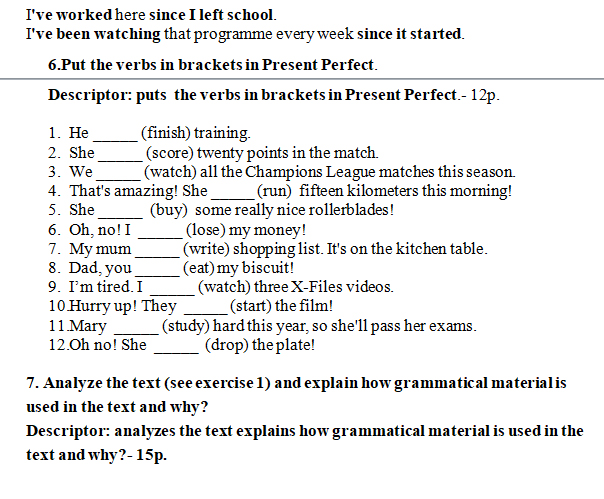 I've worked here since I left school.
I've been watching that programme every week since it started.
6.Put the verbs in brackets in Present Perfect.
Descriptor: puts the verbs in brackets in Present Perfect.- 12p.
1. He _____ (finish) training.
2. She _____ (score) twenty points in the match.
3. We _____ (watch) all the Champions League matches this season.
4. That's amazing! She _____ (run) fifteen kilometers this morning!
5. She _____ (buy) some really nice rollerblades!
6. Oh, no! I _____ (lose) my money!
7. My mum _____ (write) shopping list. It's on the kitchen table.
8. Dad, you _____ (eat) my biscuit!
9. I'm tired. I _____ (watch) three X-Files videos.
10.Hurry up! They _____ (start) the film!
11.Mary _____ (study) hard this year, so she'll pass her exams.
12.Oh no! She _____ (drop) the plate!
7. Analyze the text (see exercise 1) and explain how grammatical material is
used in the text and why?
Descriptor: analyzes the text explains how grammatical material is used in the
text and why?- 15p.